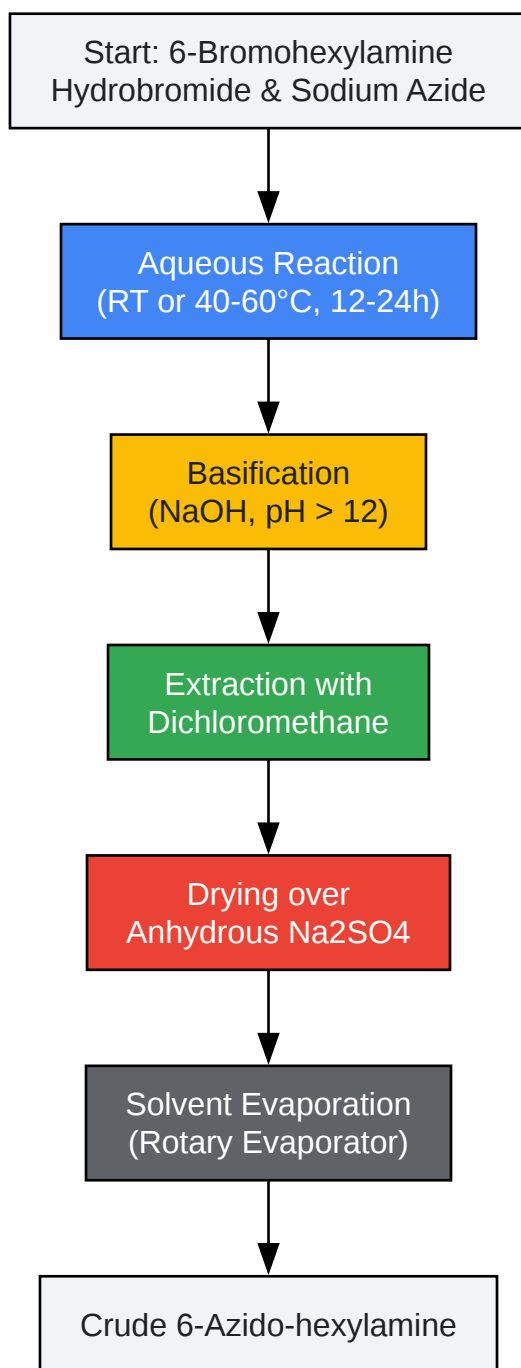 Start: 6-Bromohexylamine
Hydrobromide & Sodium Azide
Aqueous Reaction
(RT or 40-60°C, 12-24h)
Basification
(NaOH, pH > 12)
Extraction with
Dichloromethane
Drying over
Anhydrous Na2SO4
Solvent Evaporation
(Rotary Evaporator)
Crude 6-Azido-hexylamine